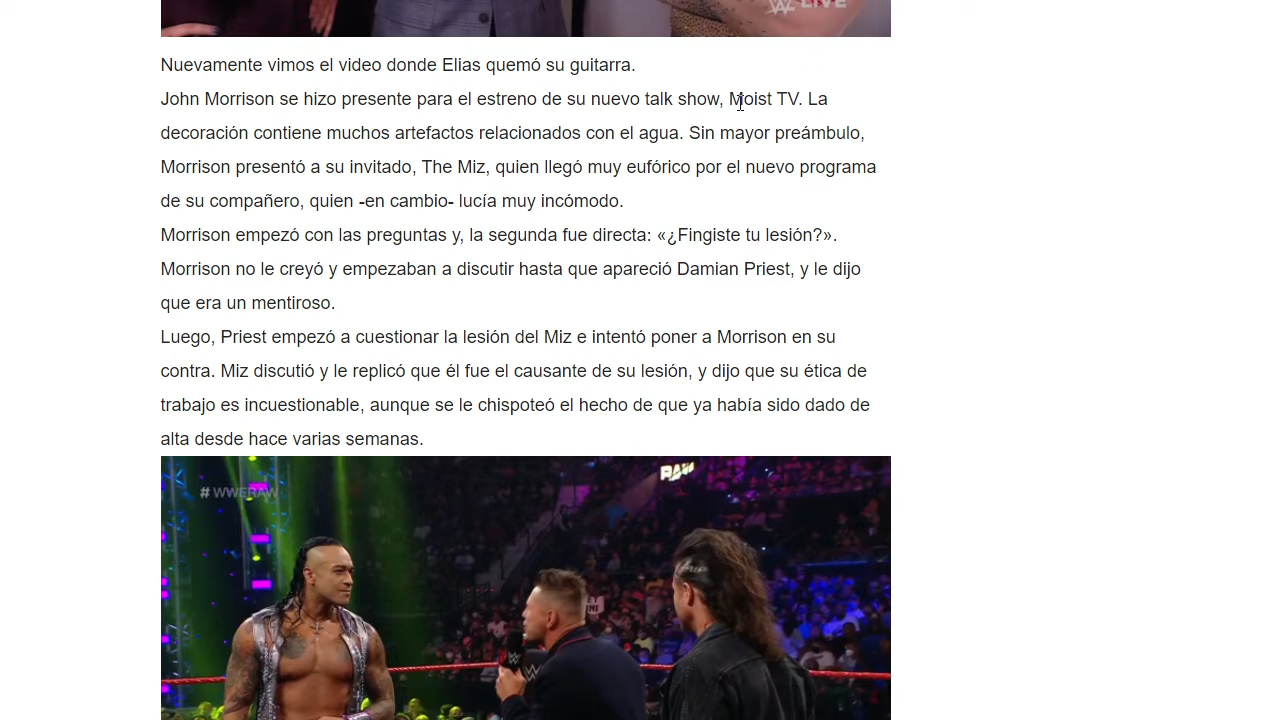 LIVE
Nuevamente vimos el video donde Elias quemó su guitarra.
John Morrison se hizo presente para el estreno de su nuevo talk show, Moist TV. La
decoración contiene muchos artefactos relacionados con el agua. Sin mayor preámbulo,
Morrison presentó a su invitado, The Miz, quien llegó muy eufórico por el nuevo programa
de su compañero, quien -en cambio- lucía muy incómodo.
Morrison empezó con las preguntas y, la segunda fue directa: «¿Fingiste tu lesión?».
Morrison no le creyó y empezaban a discutir hasta que apareció Damian Priest, y le dijo
que era un mentiroso.
Luego, Priest empezó a cuestionar la lesión del Miz e intentó poner a Morrison en su
contra. Miz discutió y le replicó que él fue el causante de su lesión, y dijo que su ética de
trabajo es incuestionable, aunque se le chispoteó el hecho de que ya había sido dado de
alta desde hace varias semanas.
RAW
#WWERAW